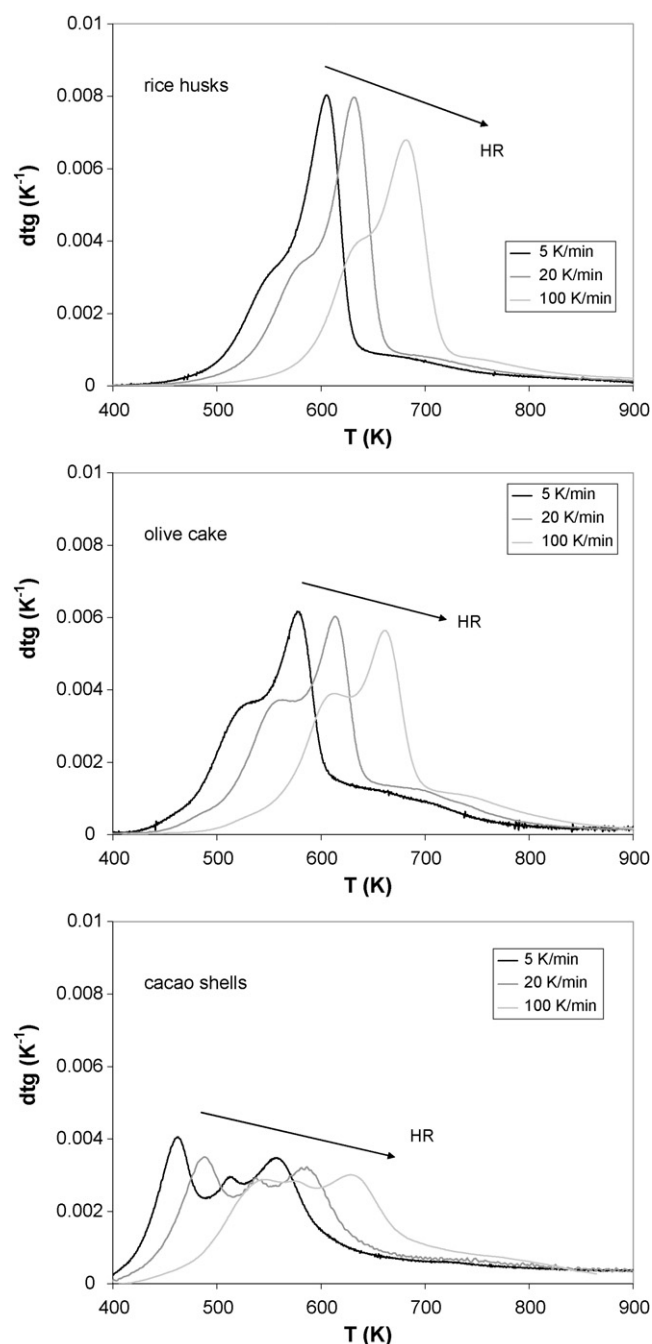 0.01
rice husks
HR
0.008
0.006
dtg (K⁻¹)
0.004
5 K/min
20 K/min
100 K/min
0.002
0
400 500 600 700 800 900
T (K)
0.01
5 K/min
20 K/min
100 K/min
olive cake
0.008
HR
0.006
dtg (K⁻¹)
0.004
0.002
0
400 500 600 700 800 900
T (K)
0.01
cacao shells
5 K/min
20 K/min
100 K/min
0.008
0.006
dtg (K⁻¹)
HR
0.004
0.002
0
400 500 600 700 800 900
T (K)